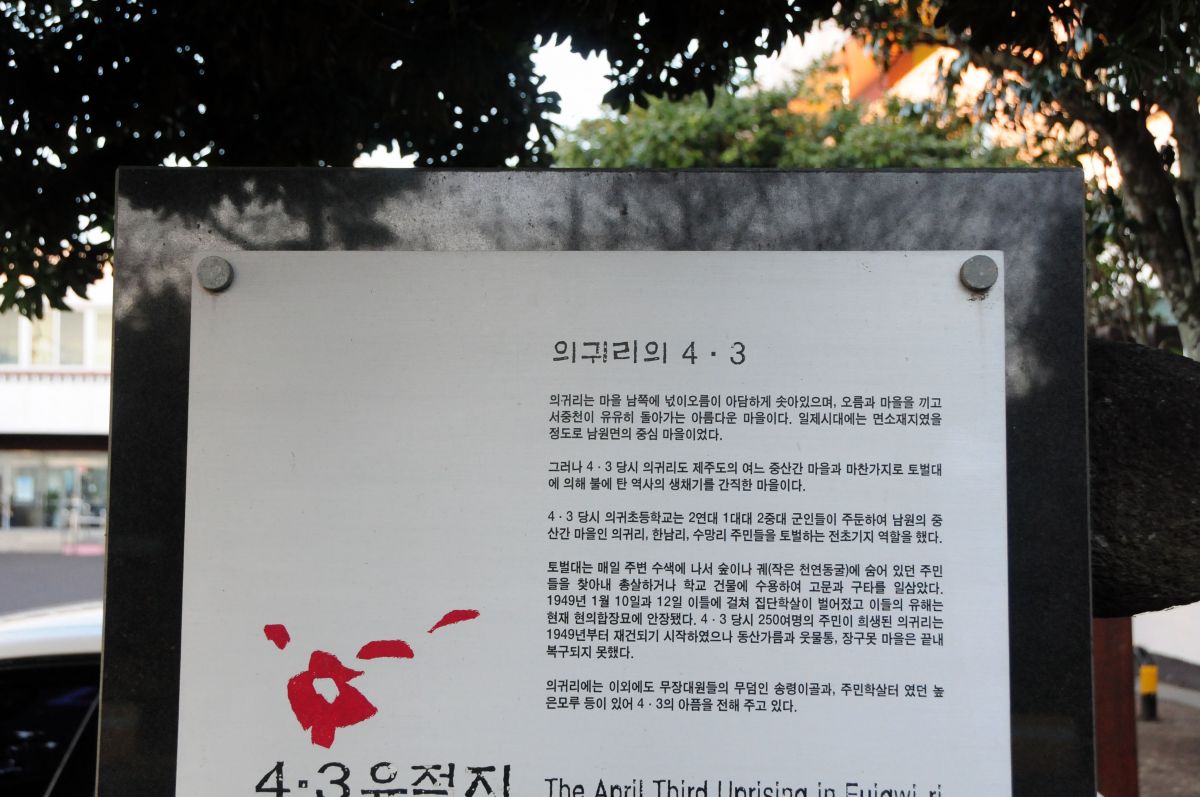 의귀리의 4 · 3
의귀리는 마을 남쪽에 넋이오름이 아담하게 솟아있으며, 오름과 마을을 끼고
서중천이 유유히 돌아가는 아름다운 마을이다. 일제시대에는 면소재지였을
정도로 남원면의 중심 마을이었다.
그러나 4 · 3 당시 의귀리도 제주도의 여느 중산간 마을과 마찬가지로 토벌대
에 의해 불에 탄 역사의 생채기를 간직한 마을이다.
4 · 3 당시 의귀초등학교는 2연대 1대대 2중대 군인들이 주둔하여 남원의 중
산간 마을인 의귀리, 한남리, 수망리 주민들을 토벌하는 전초기지 역할을 했다.
토벌대는 매일 주변 수색에 나서 숲이나 궤(작은 천연동굴)에 숨어 있던 주민
들을 찾아내 총살하거나 학교 건물에 수용하여 고문과 구타를 일삼았다.
1949년 1월 10일과 12일 이틀에 걸쳐 집단학살이 벌어졌고 이들의 유해는
현재 현의합장묘에 안장됐다. 4 · 3 당시 250여명의 주민이 희생된 의귀리는
1949년부터 재건되기 시작하였으나 동산가름과 웃물통, 장구못 마을은 끝내
복구되지 못했다.
의귀리에는 이외에도 무장대원들의 무덤인 송령이골과, 주민학살터 였던 높
은모루 등이 있어 4 · 3의 아픔을 전해 주고 있다.
4·3유적지
The April Third Uprising in Euigwi-ri